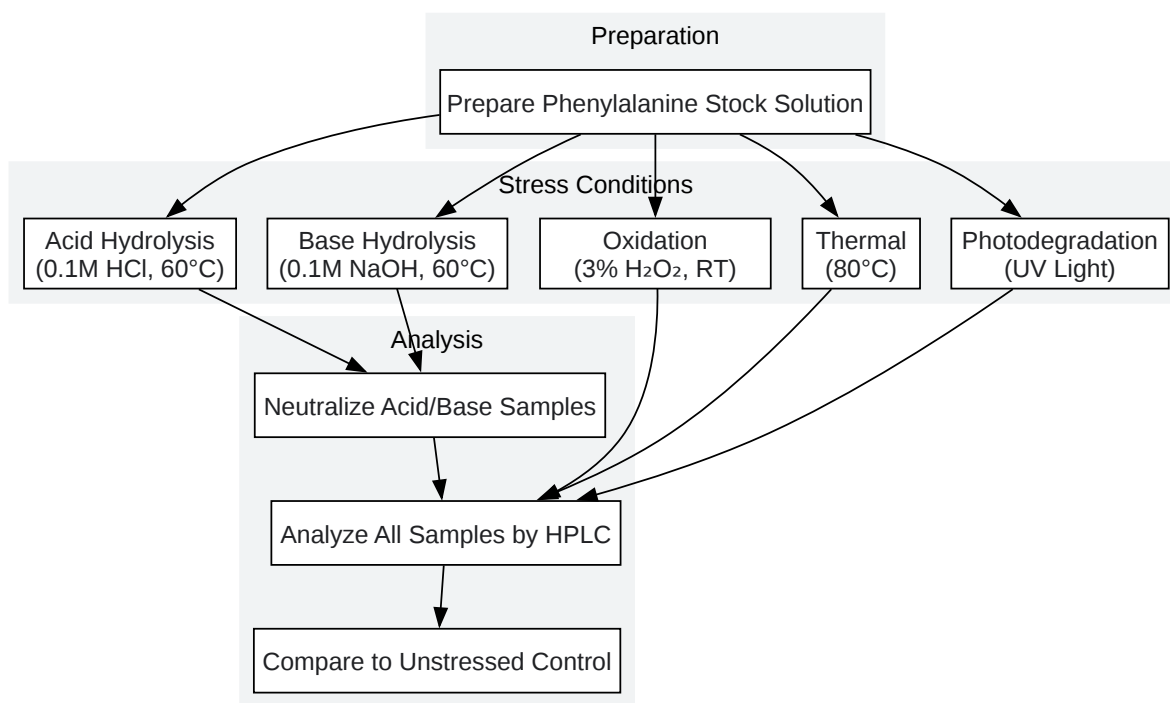 Preparation
Prepare Phenylalanine Stock Solution
Stress Conditions
Acid Hydrolysis
(0.1M HCl, 60°C)
Base Hydrolysis
(0.1M NaOH, 60°C)
Oxidation
(3% H₂O₂, RT)
Thermal
(80°C)
Photodegradation
(UV Light)
Analysis
Neutralize Acid/Base Samples
Analyze All Samples by HPLC
Compare to Unstressed Control